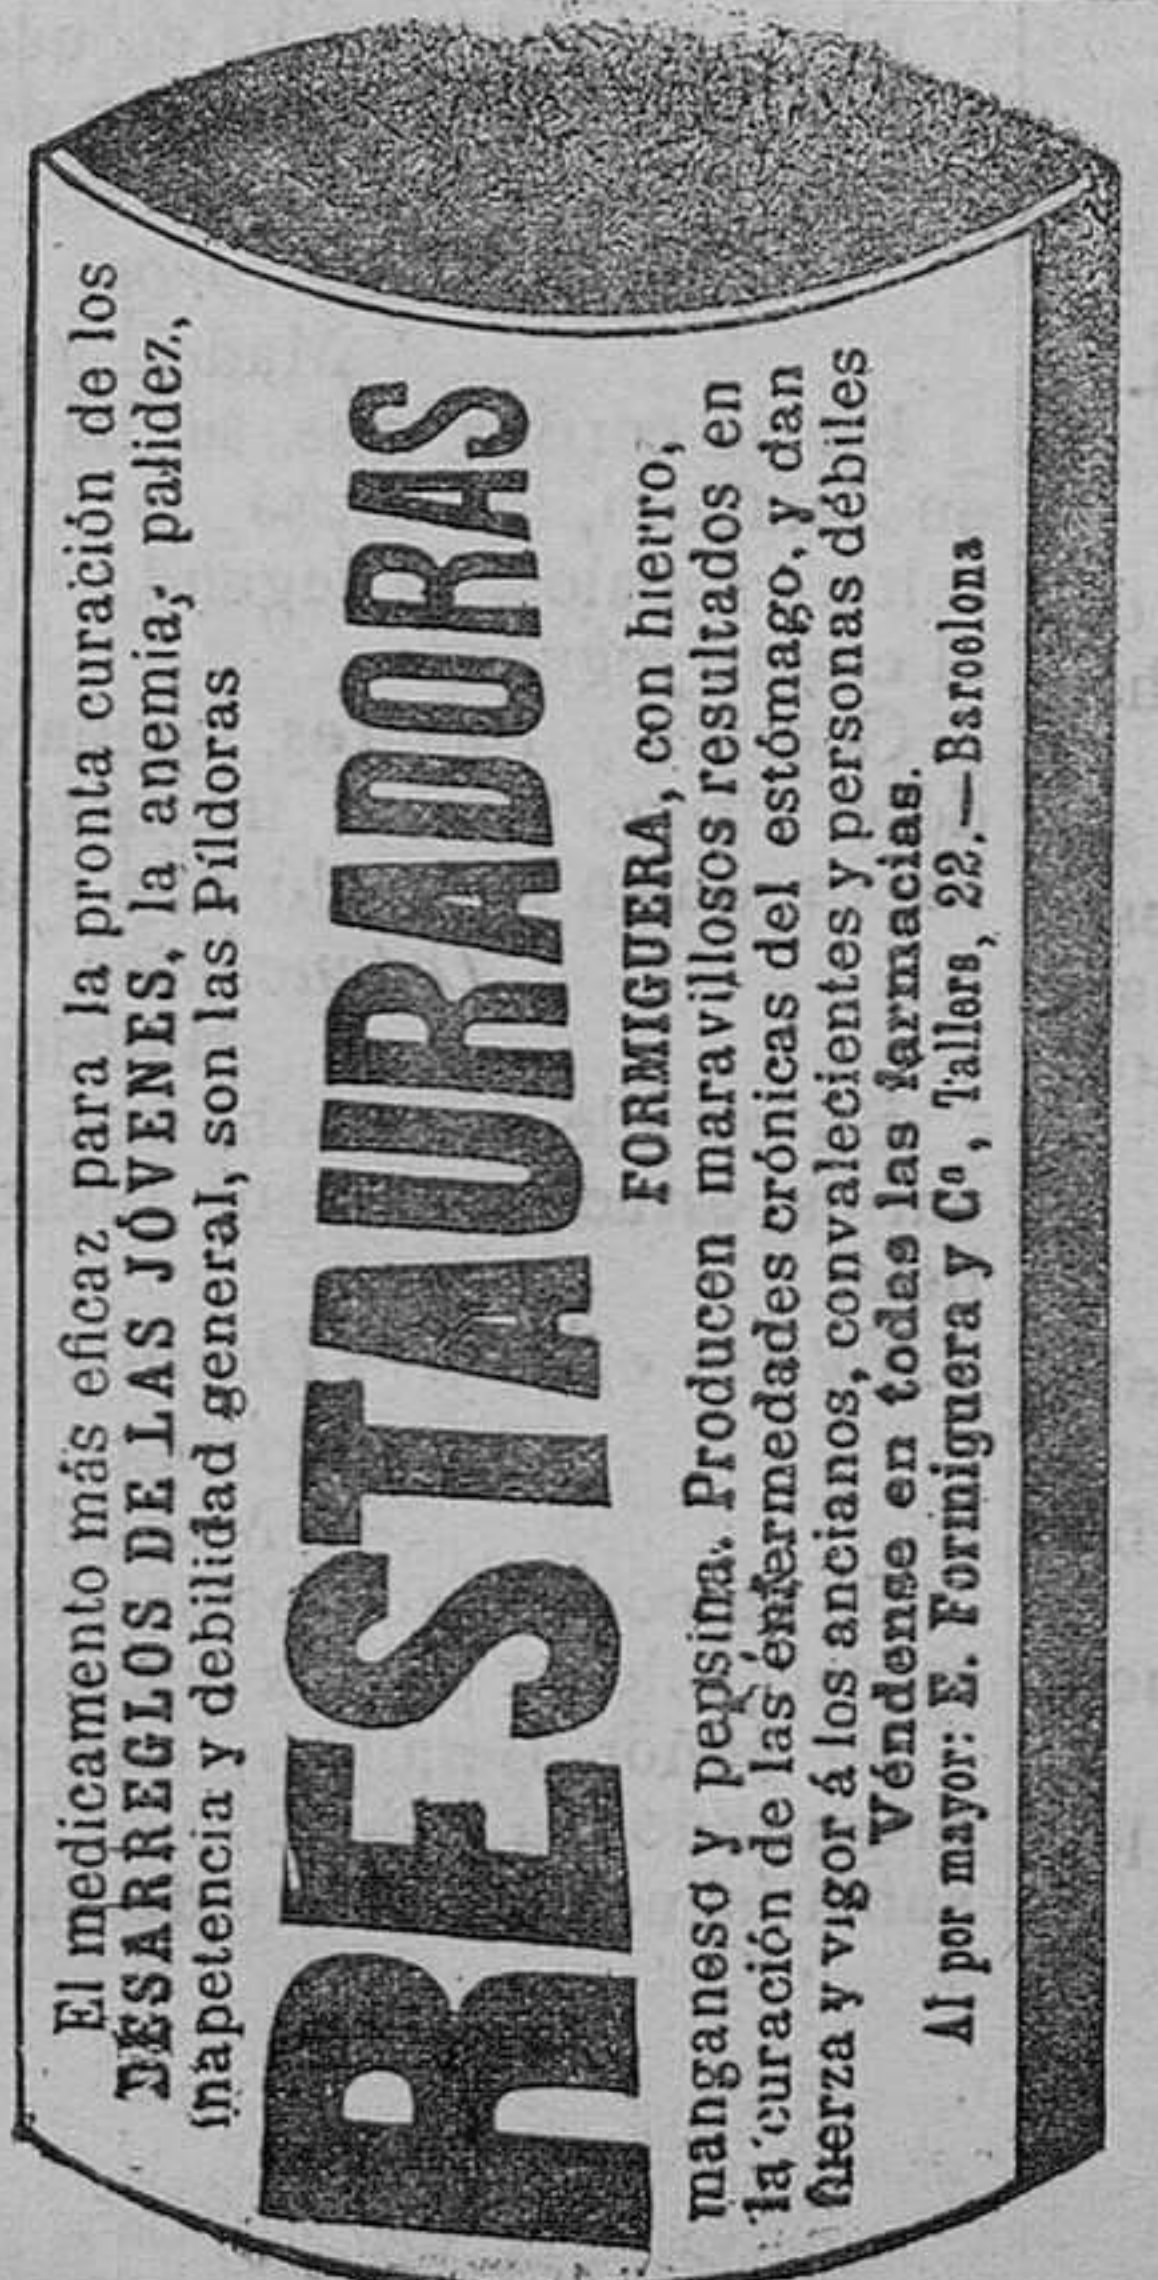 El medicamento más eficaz para la pronta curación de los
DESARREGLOS DE LAS JÓVENES, la anemia, palidez,
inapetencia y debilidad general, son las Píldoras
RESTAURADORAS
FORMIGUERA, con hierro,
manganeso y pepsina. Producen maravillosos resultados en
la curación de las enfermedades crónicas del estómago, y dan
fuerza y vigor á los ancianos, convalecientes y personas débiles
Véndense en todas las farmacias.
Al por mayor: E. Formiguera y Cª, Tallers, 22.—Barcelona